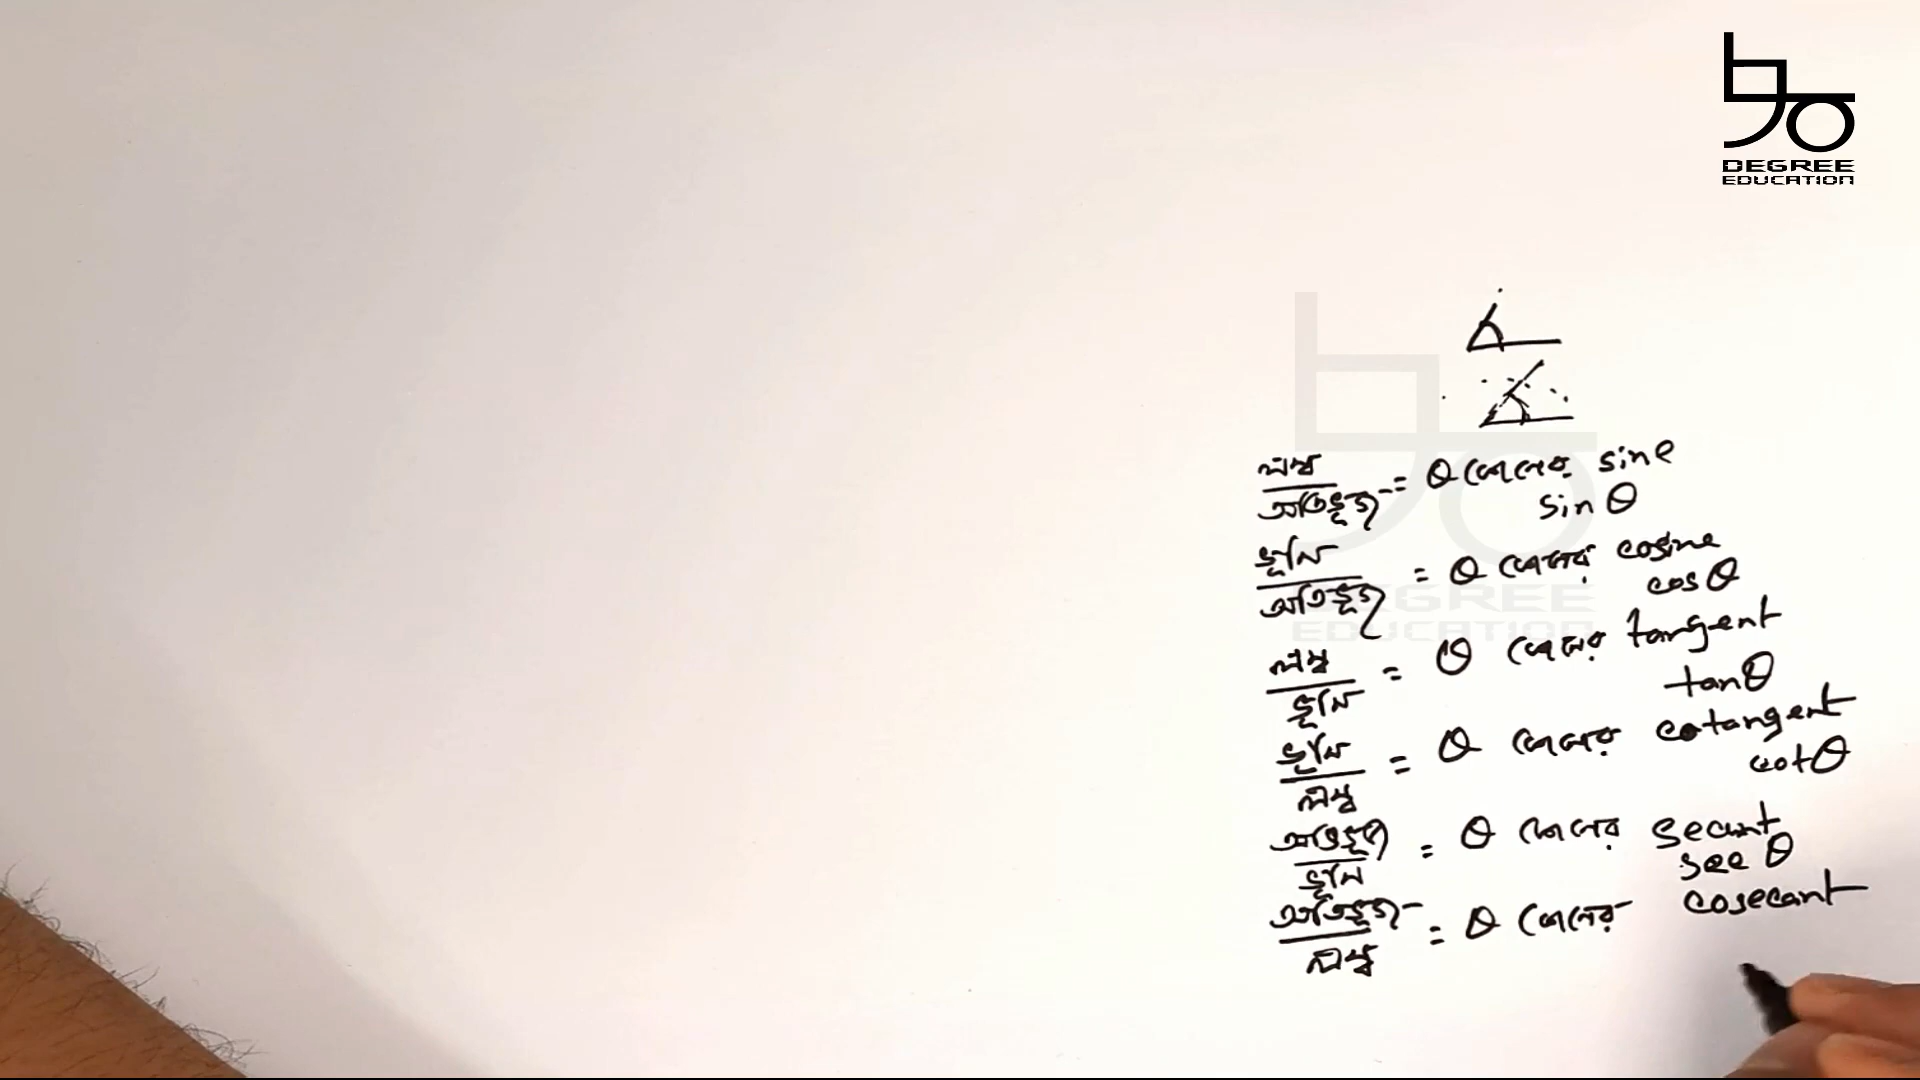 ৮১০
DEGREE
EDUCATION
লম্ব/অতিভূজ = θ কোণের sine
sin θ
ভূমি/অতিভূজ = θ কোণের cosine
cos θ
লম্ব/ভূমি = θ কোণের tangent
tan θ
ভূমি/লম্ব = θ কোণের cotangent
cot θ
অতিভূজ/ভূমি = θ কোণের secant
sec θ
অতিভূজ/লম্ব = θ কোণের cosecant